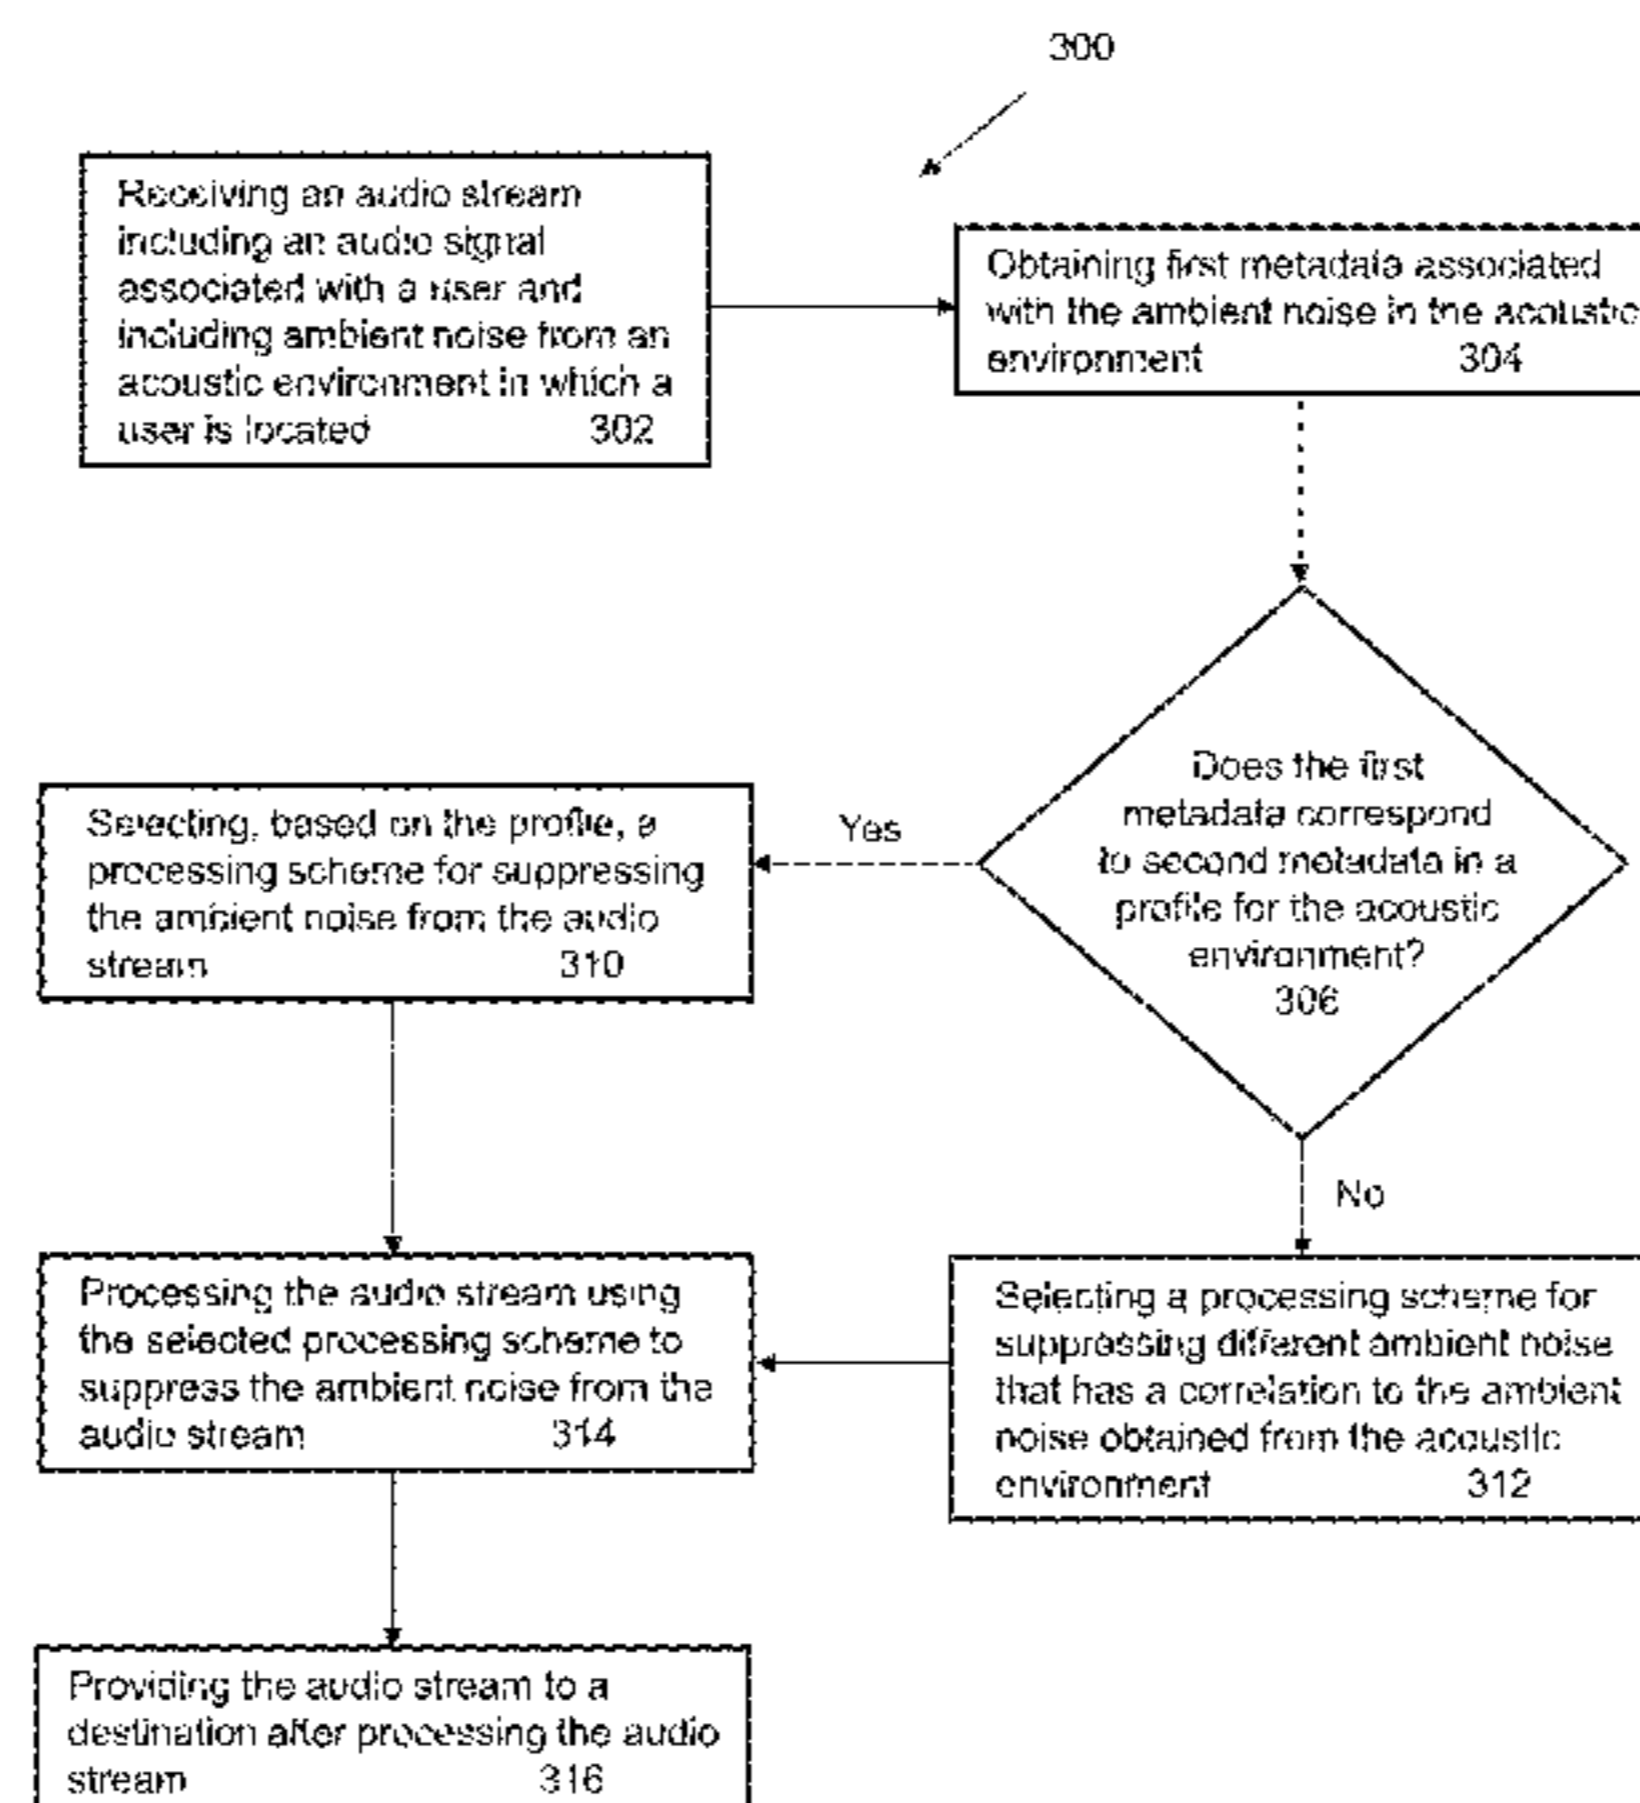 300
Receiving an audio stream
including an audio signal
associated with a user and
including ambient noise from an
acoustic environment in which a
user is located 302
Obtaining first metadata associated
with the ambient noise in the acoustic
environment 304
Does the first
metadata correspond
to second metadata in a
profile for the acoustic
environment?
306
Yes
Selecting, based on the profile, a
processing scheme for suppressing
the ambient noise from the audio
stream 310
No
Selecting a processing scheme for
suppressing different ambient noise
that has a correlation to the ambient
noise obtained from the acoustic
environment 312
Processing the audio stream using
the selected processing scheme to
suppress the ambient noise from the
audio stream 314
Providing the audio stream to a
destination after processing the audio
stream 316